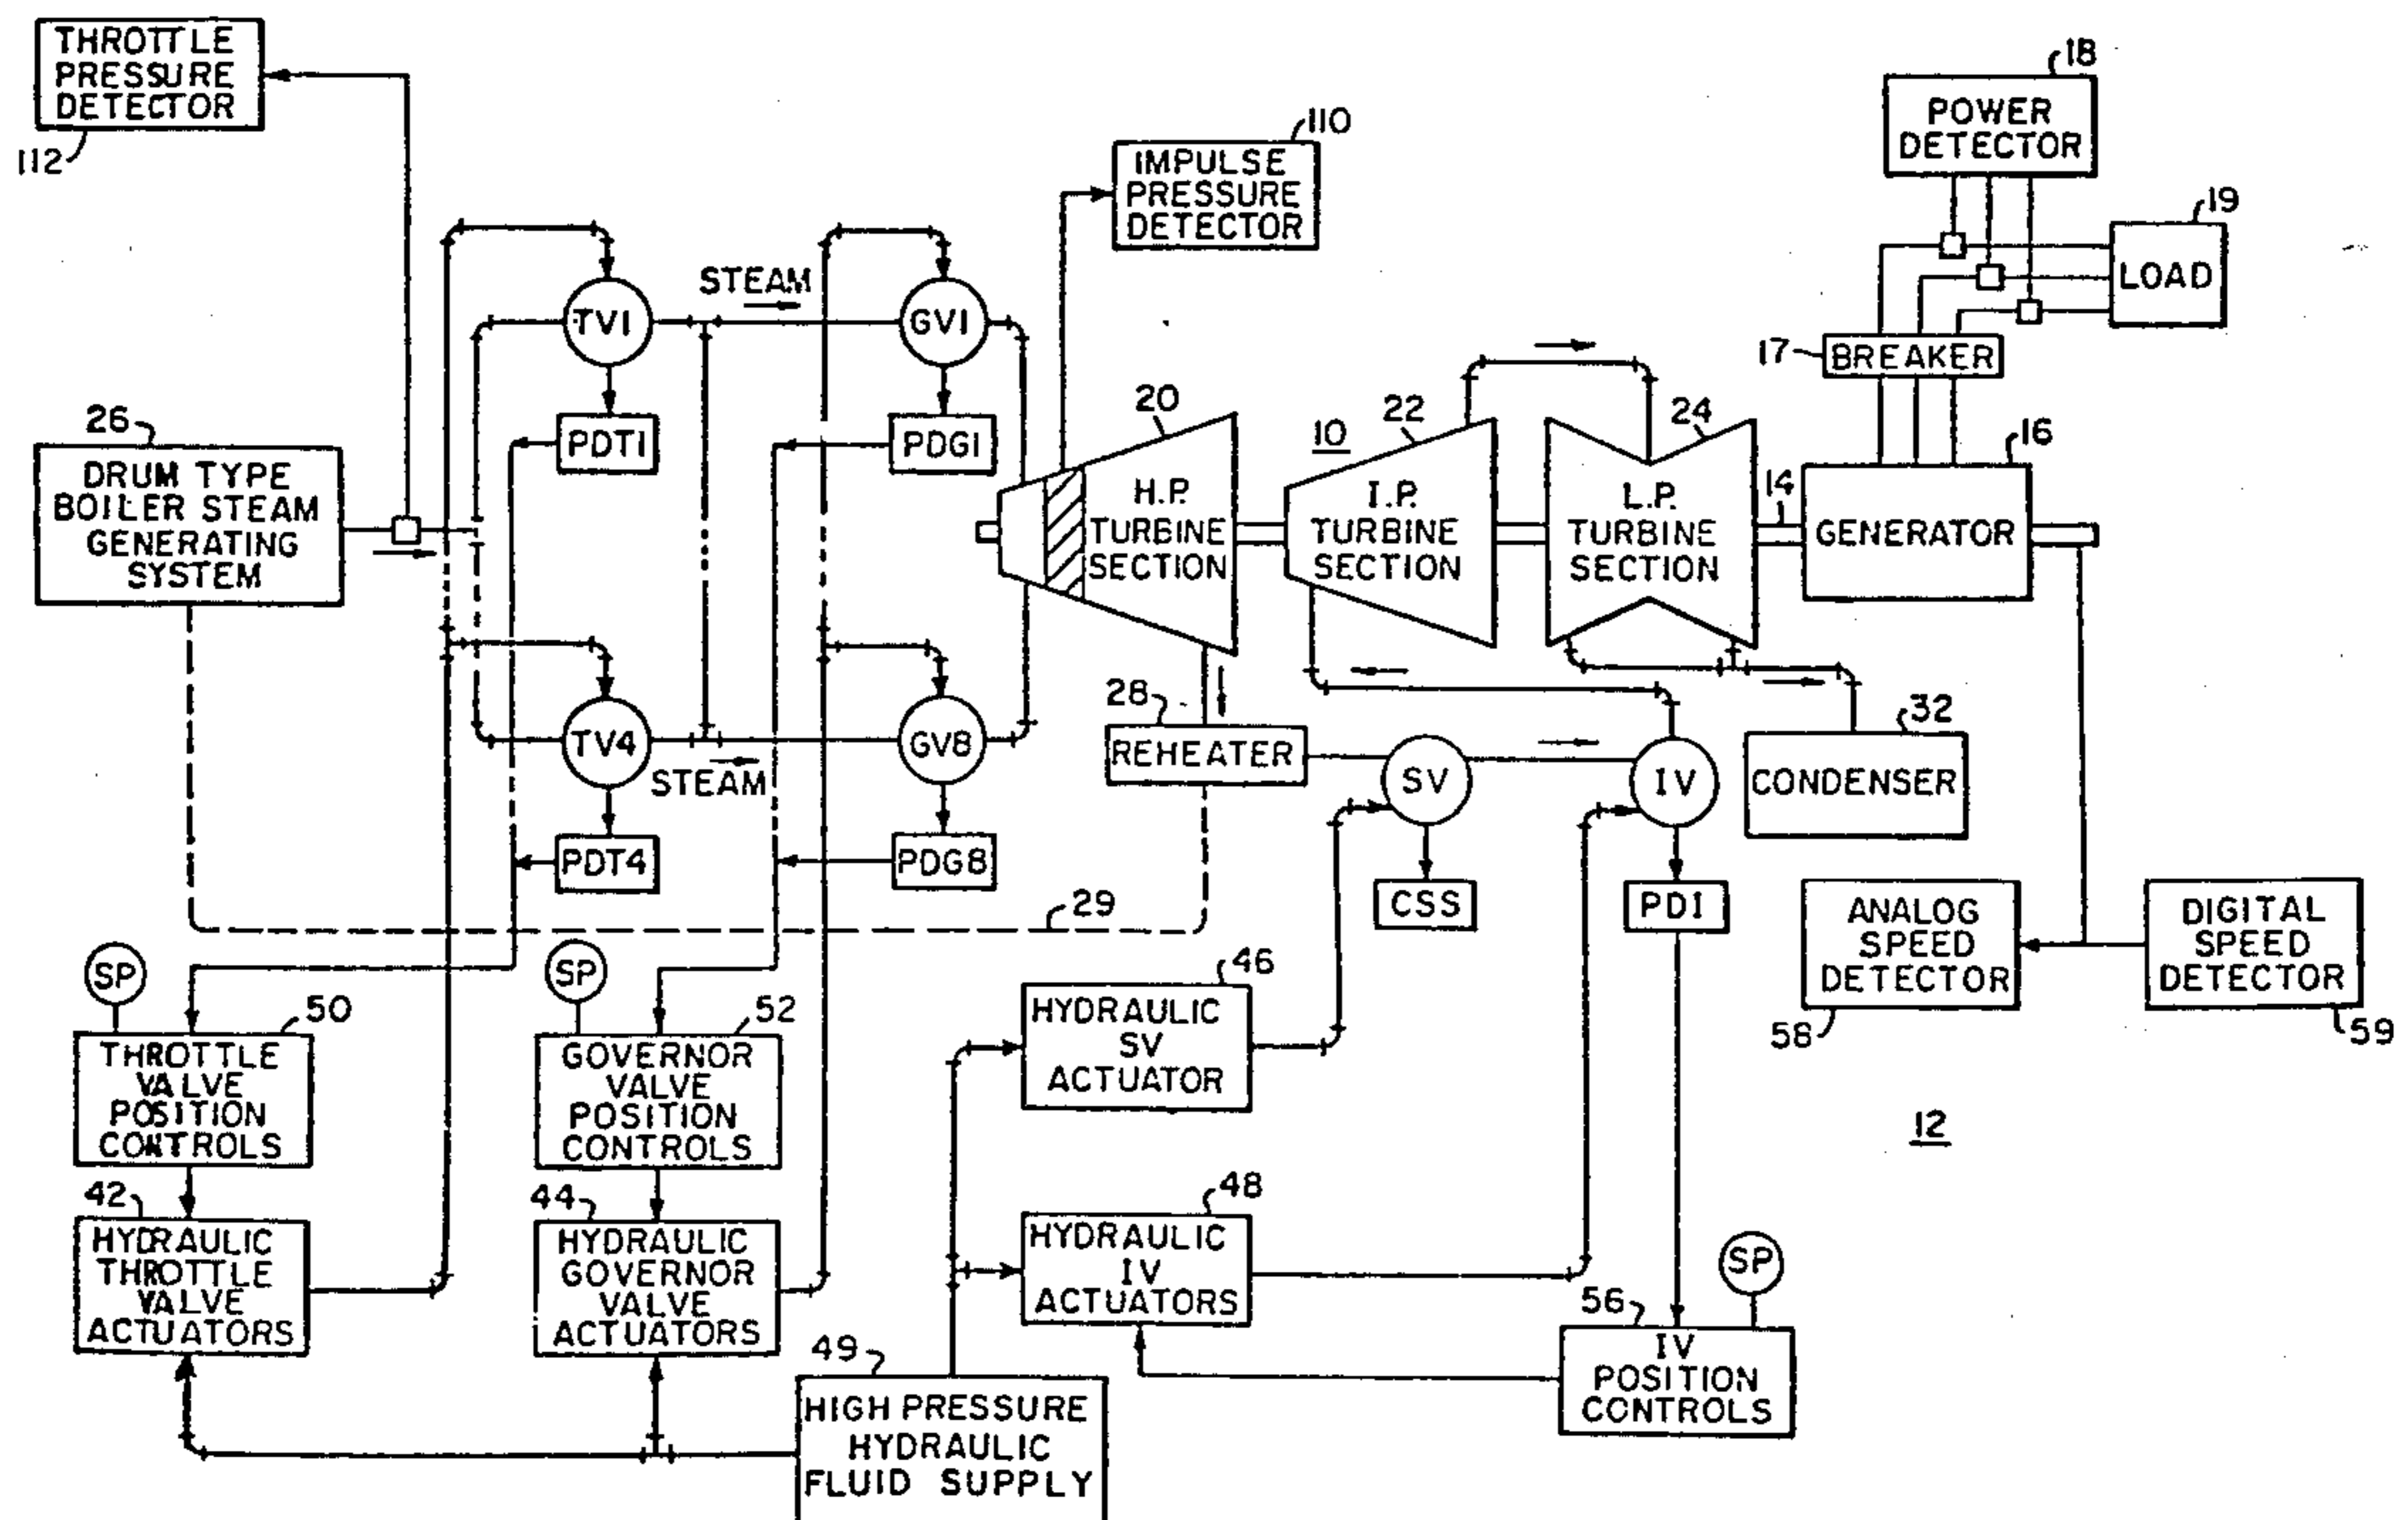 THROTTLE
PRESSURE
DETECTOR
112
18
POWER
DETECTOR
110
IMPULSE
PRESSURE
DETECTOR
19
LOAD
STEAM
TV1
GV1
17
BREAKER
26
DRUM TYPE
BOILER STEAM
GENERATING
SYSTEM
PDT1
PDG1
20
H.P.
TURBINE
SECTION
10
22
I.P.
TURBINE
SECTION
24
L.P.
TURBINE
SECTION
14
16
GENERATOR
TV4
STEAM
GV8
28
REHEATER
SV
IV
32
CONDENSER
PDT4
PDG8
29
CSS
PDI
ANALOG
SPEED
DETECTOR
58
DIGITAL
SPEED
DETECTOR
59
SP
50
THROTTLE
VALVE
POSITION
CONTROLS
SP
52
GOVERNOR
VALVE
POSITION
CONTROLS
46
HYDRAULIC
SV
ACTUATOR
12
42
HYDRAULIC
THROTTLE
VALVE
ACTUATORS
44
HYDRAULIC
GOVERNOR
VALVE
ACTUATORS
48
HYDRAULIC
IV
ACTUATORS
SP
56
IV
POSITION
CONTROLS
49
HIGH PRESSURE
HYDRAULIC
FLUID SUPPLY